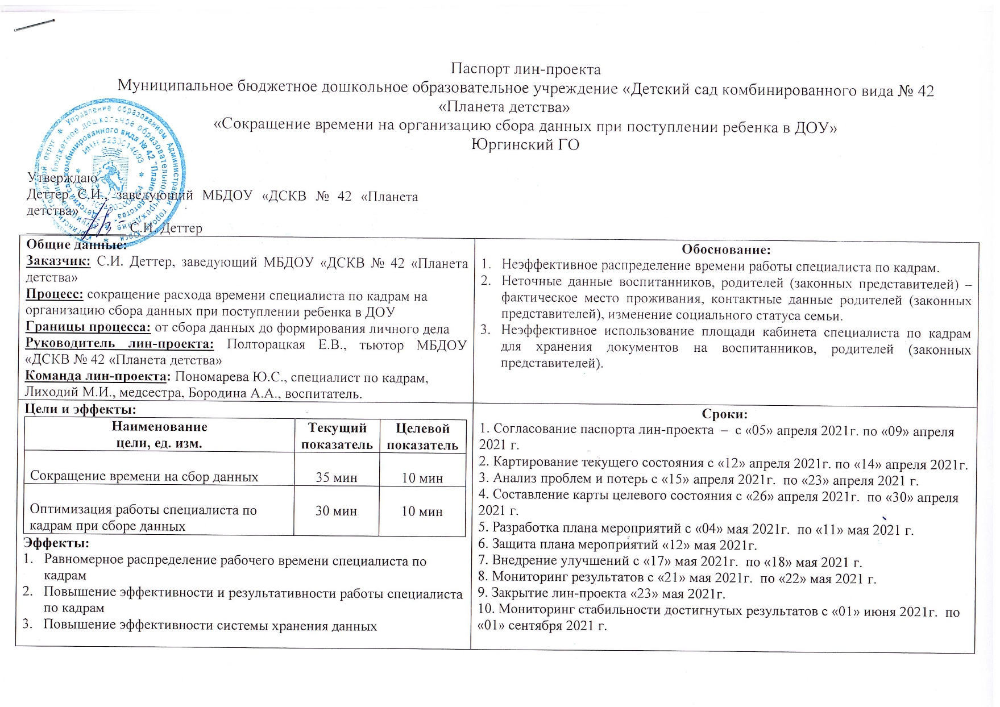 Паспорт лин-проекта
Муниципальное бюджетное дошкольное образовательное учреждение «Детский сад комбинированного вида № 42
«Планета детства»
«Сокращение времени на организацию сбора данных при поступлении ребенка в ДОУ»
Юргинский ГО
Утверждаю
Деттер С.И., заведующий МБДОУ «ДСКВ № 42 «Планета
детства»
С.И. Деттер
Общие данные:
Заказчик: С.И. Деттер, заведующий МБДОУ «ДСКВ № 42 «Планета
детства»
Процесс: сокращение расхода времени специалиста по кадрам на
организацию сбора данных при поступлении ребенка в ДОУ
Границы процесса: от сбора данных до формирования личного дела
Руководитель лин-проекта: Полторацкая Е.В., тьютор МБДОУ
«ДСКВ № 42 «Планета детства»
Команда лин-проекта: Пономарева Ю.С., специалист по кадрам,
Лиходий М.И., медсестра, Бородина А.А., воспитатель.
Обоснование:
1. Неэффективное распределение времени работы специалиста по кадрам.
2. Неточные данные воспитанников, родителей (законных представителей) –
фактическое место проживания, контактные данные родителей (законных
представителей), изменение социального статуса семьи.
3. Неэффективное использование площади кабинета специалиста по кадрам
для хранения документов на воспитанников, родителей (законных
представителей).
Цели и эффекты:
Наименование
цели, ед. изм.
Текущий
показатель
Целевой
показатель
Сокращение времени на сбор данных 35 мин 10 мин
Оптимизация работы специалиста по 30 мин 10 мин
кадрам при сборе данных
Эффекты:
1. Равномерное распределение рабочего времени специалиста по
кадрам
2. Повышение эффективности и результативности работы специалиста
по кадрам
3. Повышение эффективности системы хранения данных
Сроки:
1. Согласование паспорта лин-проекта – с «05» апреля 2021г. по «09» апреля
2021 г.
2. Картирование текущего состояния с «12» апреля 2021г. по «14» апреля 2021г.
3. Анализ проблем и потерь с «15» апреля 2021г. по «23» апреля 2021 г.
4. Составление карты целевого состояния с «26» апреля 2021г. по «30» апреля
2021 г.
5. Разработка плана мероприятий с «04» мая 2021г. по «11» мая 2021 г.
6. Защита плана мероприятий «12» мая 2021г.
7. Внедрение улучшений с «17» мая 2021г. по «18» мая 2021 г.
8. Мониторинг результатов с «21» мая 2021г. по «22» мая 2021 г.
9. Закрытие лин-проекта «23» мая 2021г.
10. Мониторинг стабильности достигнутых результатов с «01» июня 2021г. по
«01» сентября 2021 г.